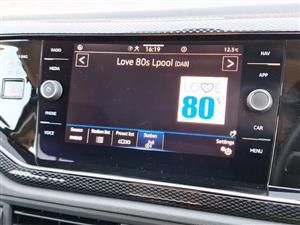 RADIO
16:19
12.5°C
NAV
MEDIA
Love 80s Lpool (DAB)
APP
LOVE
80's
PHONE
CAR
VOICE
Source
Station list
Preset list
Station
Settings
MENU